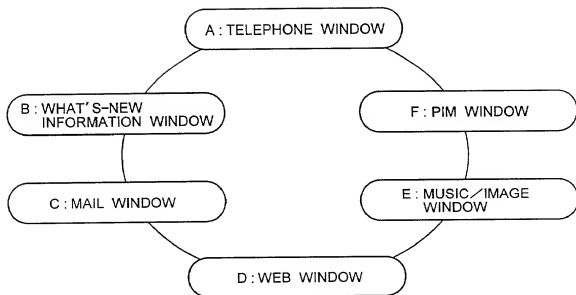 A : TELEPHONE WINDOW
B : WHAT'S-NEW
INFORMATION WINDOW
F : PIM WINDOW
C : MAIL WINDOW
E : MUSIC/IMAGE
WINDOW
D : WEB WINDOW